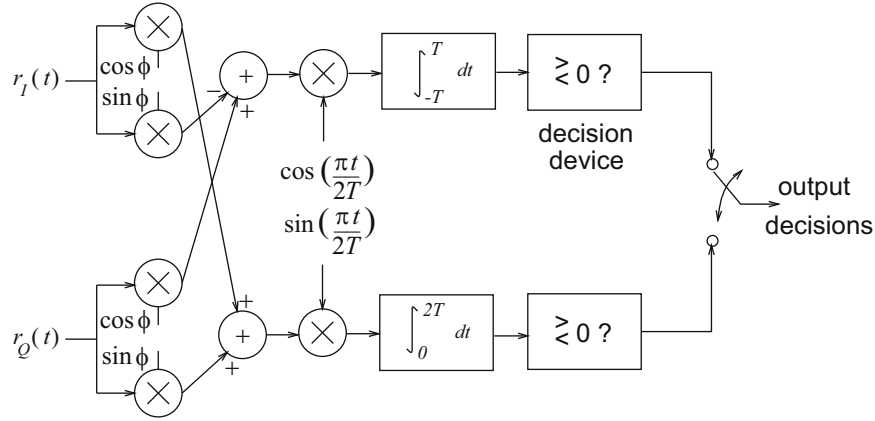 cos ϕ
r_I(t)
sin ϕ
− + +
∫_{-T}^{T} dt
> < 0 ?
decision
device
cos(πt/2T)
sin(πt/2T)
output
decisions
cos ϕ
r_Q(t)
sin ϕ
+ + +
∫_0^{2T} dt
> < 0 ?